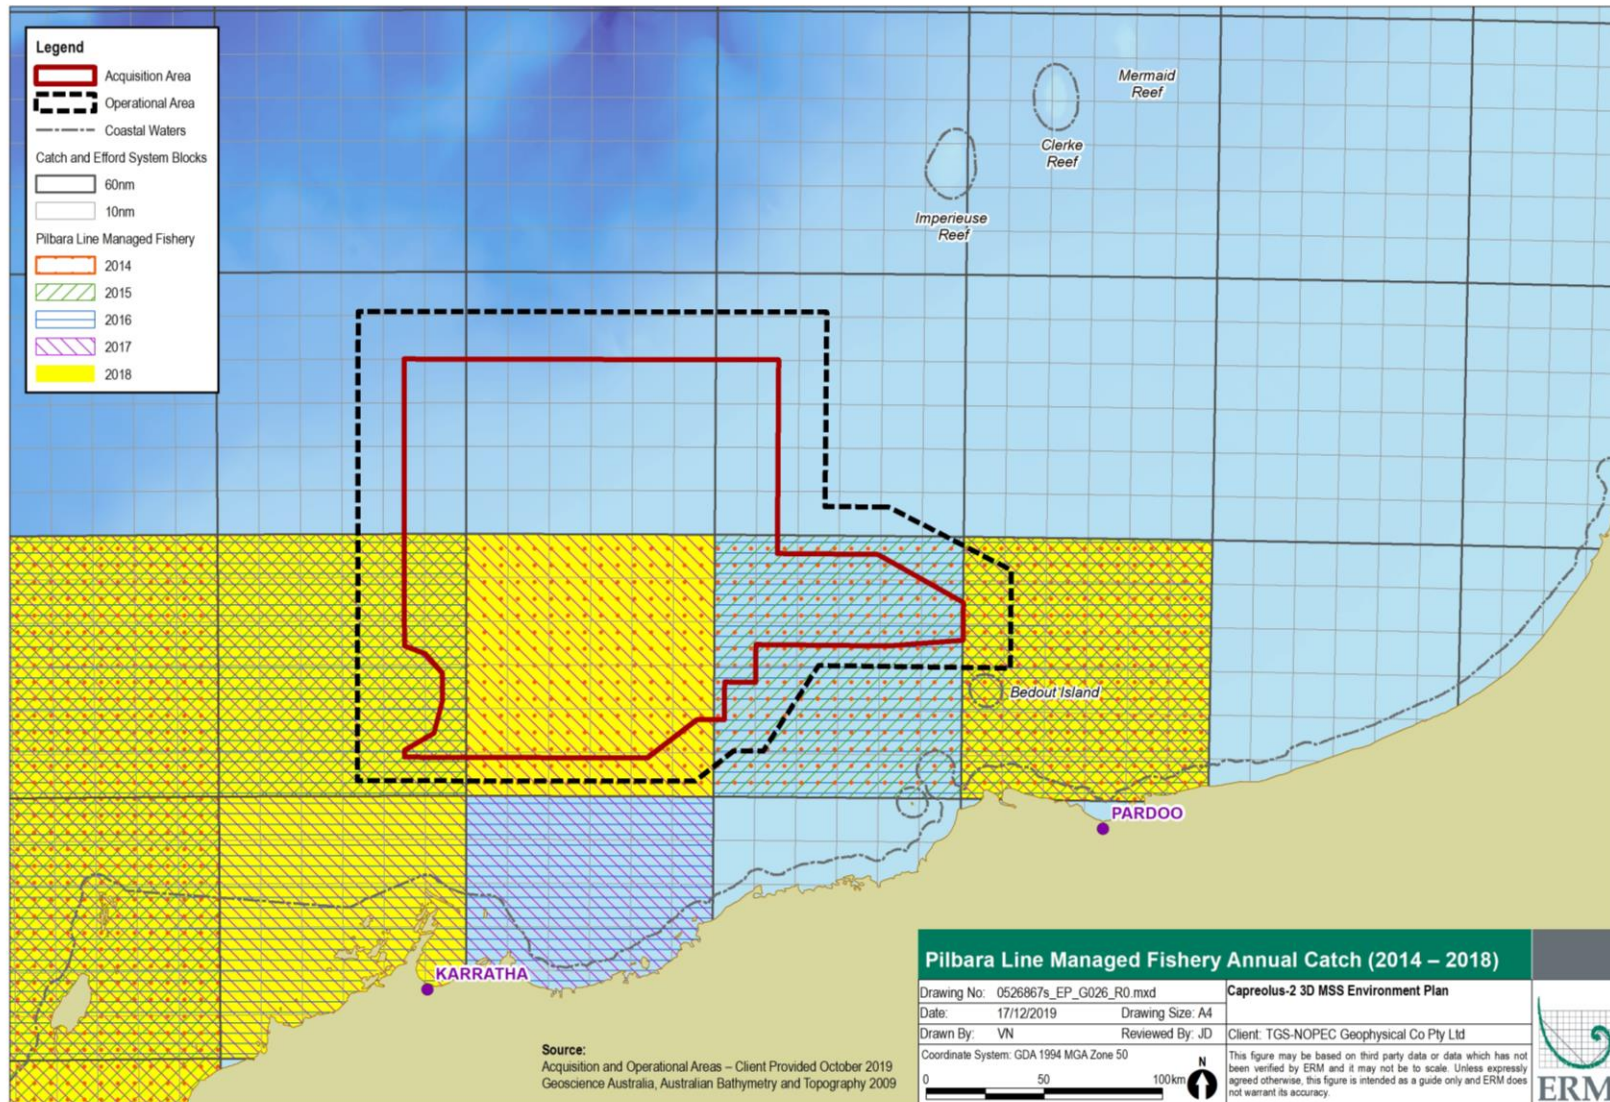 Legend
Acquisition Area
Operational Area
Coastal Waters
Catch and Efford System Blocks
60nm
10nm
Pilbara Line Managed Fishery
2014
2015
2016
2017
2018
Mermaid
Reef
Clerke
Reef
Imperieuse
Reef
Bedout Island
PARDOO
KARRATHA
Source:
Acquisition and Operational Areas – Client Provided October 2019
Geoscience Australia, Australian Bathymetry and Topography 2009
Pilbara Line Managed Fishery Annual Catch (2014 – 2018)
Drawing No: 0526867s_EP_G026_R0.mxd
Date: 17/12/2019 Drawing Size: A4
Drawn By: VN Reviewed By: JD
Coordinate System: GDA 1994 MGA Zone 50
N
0 50 100km
Capreolus-2 3D MSS Environment Plan
Client: TGS-NOPEC Geophysical Co Pty Ltd
This figure may be based on third party data or data which has not
been verified by ERM and it may not be to scale. Unless expressly
agreed otherwise, this figure is intended as a guide only and ERM does
not warrant its accuracy.
ERM